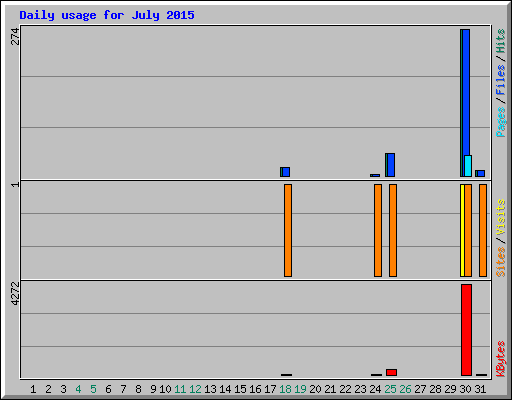 Daily usage for July 2015
274
1
4272
Pages / Files / Hits
Sites / Visits
KBytes
1 2 3 4 5 6 7 8 9 10 11 12 13 14 15 16 17 18 19 20 21 22 23 24 25 26 27 28 29 30 31